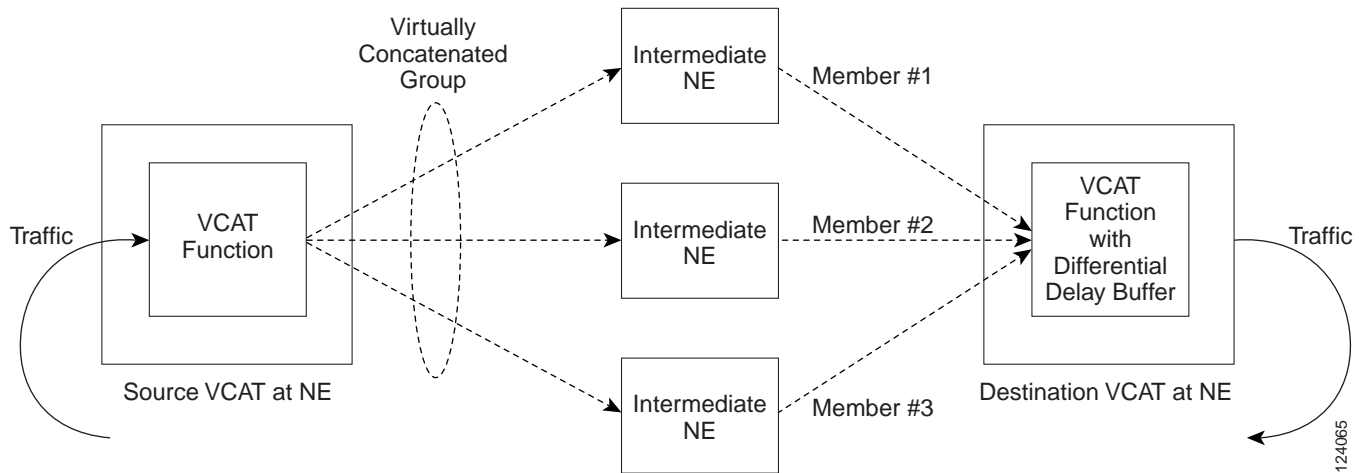 Virtually
Concatenated
Group
Intermediate
NE
Member #1
Traffic
VCAT
Function
Intermediate
NE
Member #2
VCAT
Function
with
Differential
Delay Buffer
Traffic
Source VCAT at NE
Intermediate
NE
Member #3
Destination VCAT at NE
124065